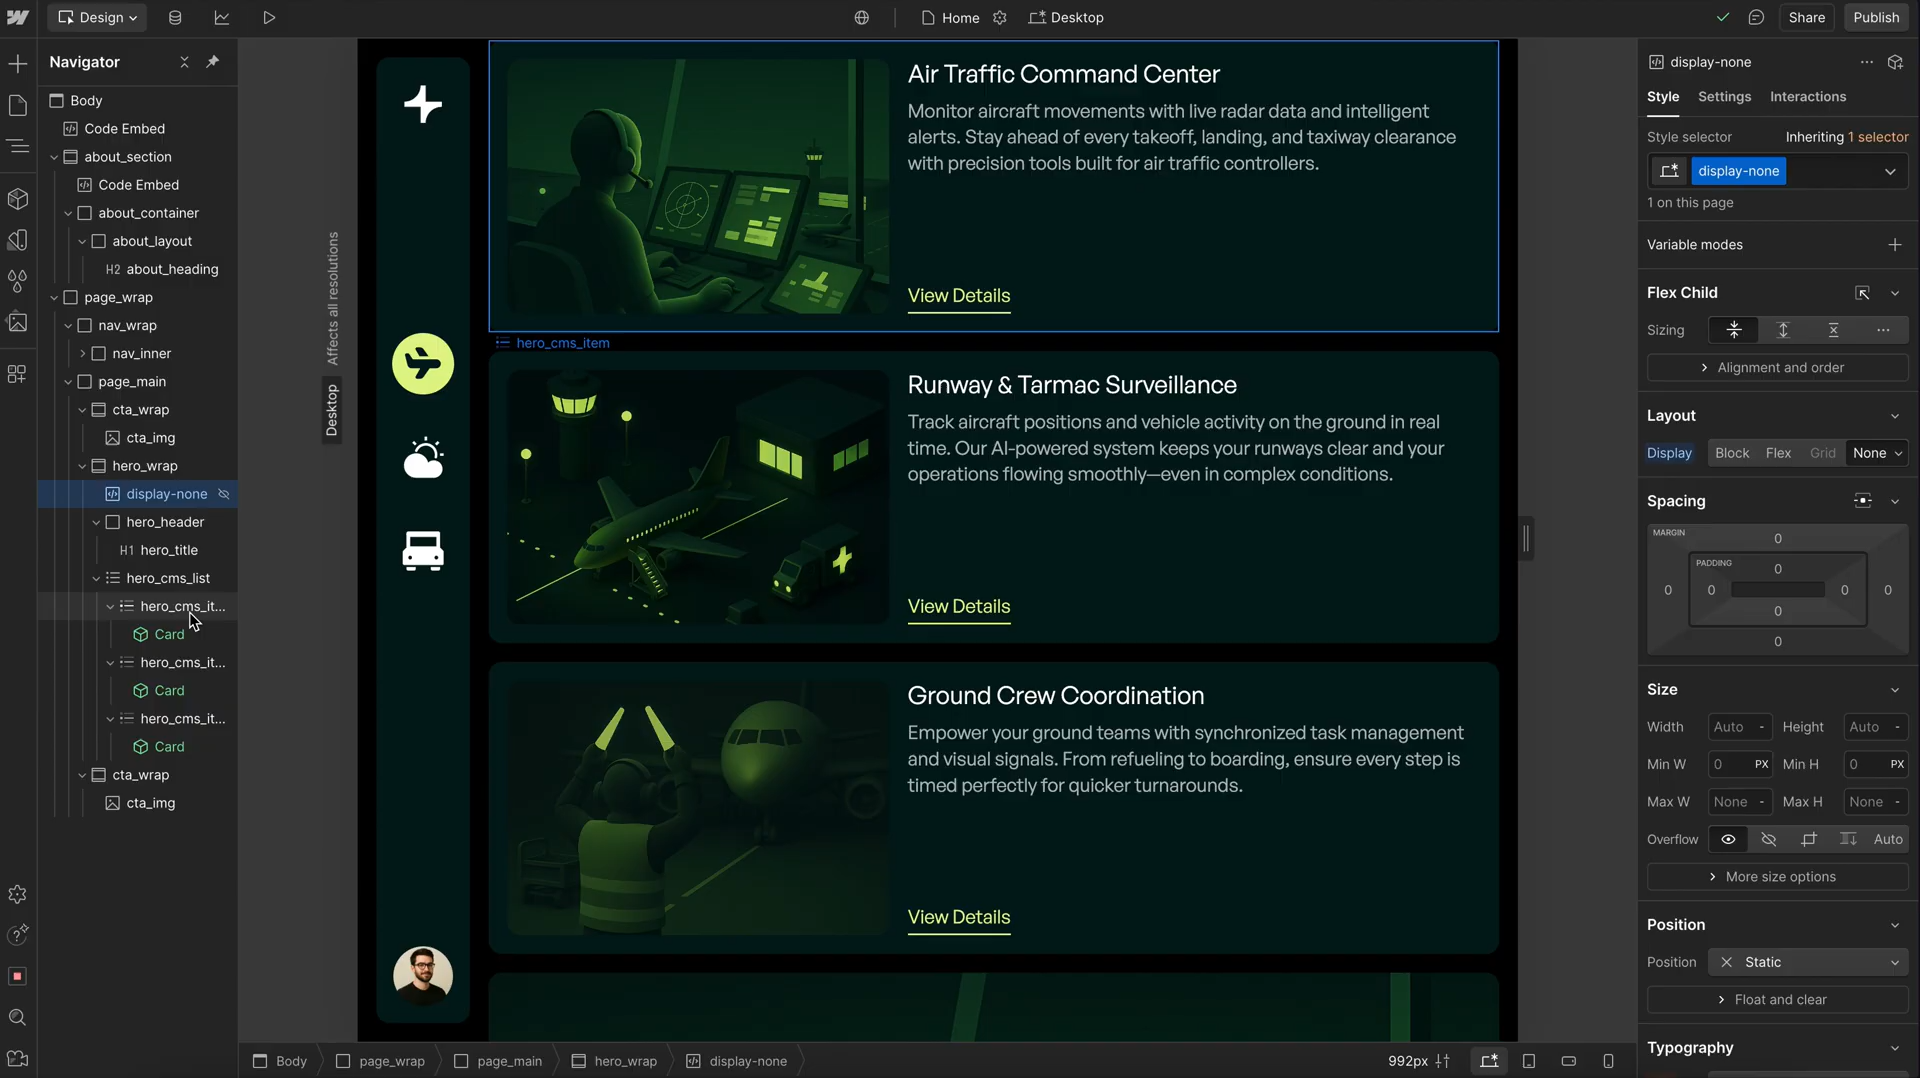 Design
Home
Desktop
Share
Publish
Navigator
Body
Code Embed
about_section
Code Embed
about_container
about_layout
H2 about_heading
page_wrap
nav_wrap
nav_inner
page_main
cta_wrap
cta_img
hero_wrap
display-none
hero_header
H1 hero_title
hero_cms_list
hero_cms_it...
Card
hero_cms_it...
Card
hero_cms_it...
Card
cta_wrap
cta_img
Affects all resolutions
Desktop
Air Traffic Command Center
Monitor aircraft movements with live radar data and intelligent
alerts. Stay ahead of every takeoff, landing, and taxiway clearance
with precision tools built for air traffic controllers.
View Details
hero_cms_item
Runway & Tarmac Surveillance
Track aircraft positions and vehicle activity on the ground in real
time. Our AI-powered system keeps your runways clear and your
operations flowing smoothly—even in complex conditions.
View Details
Ground Crew Coordination
Empower your ground teams with synchronized task management
and visual signals. From refueling to boarding, ensure every step is
timed perfectly for quicker turnarounds.
View Details
Body
page_wrap
page_main
hero_wrap
display-none
992px
display-none
Style Settings Interactions
Style selector Inheriting 1 selector
display-none
1 on this page
Variable modes
Flex Child
Sizing
Alignment and order
Layout
Display Block Flex Grid None
Spacing
MARGIN
0
PADDING
0
0 0 0 0
0
0
Size
Width Auto - Height Auto -
Min W 0 PX Min H 0 PX
Max W None - Max H None -
Overflow Auto
More size options
Position
Position Static
Float and clear
Typography